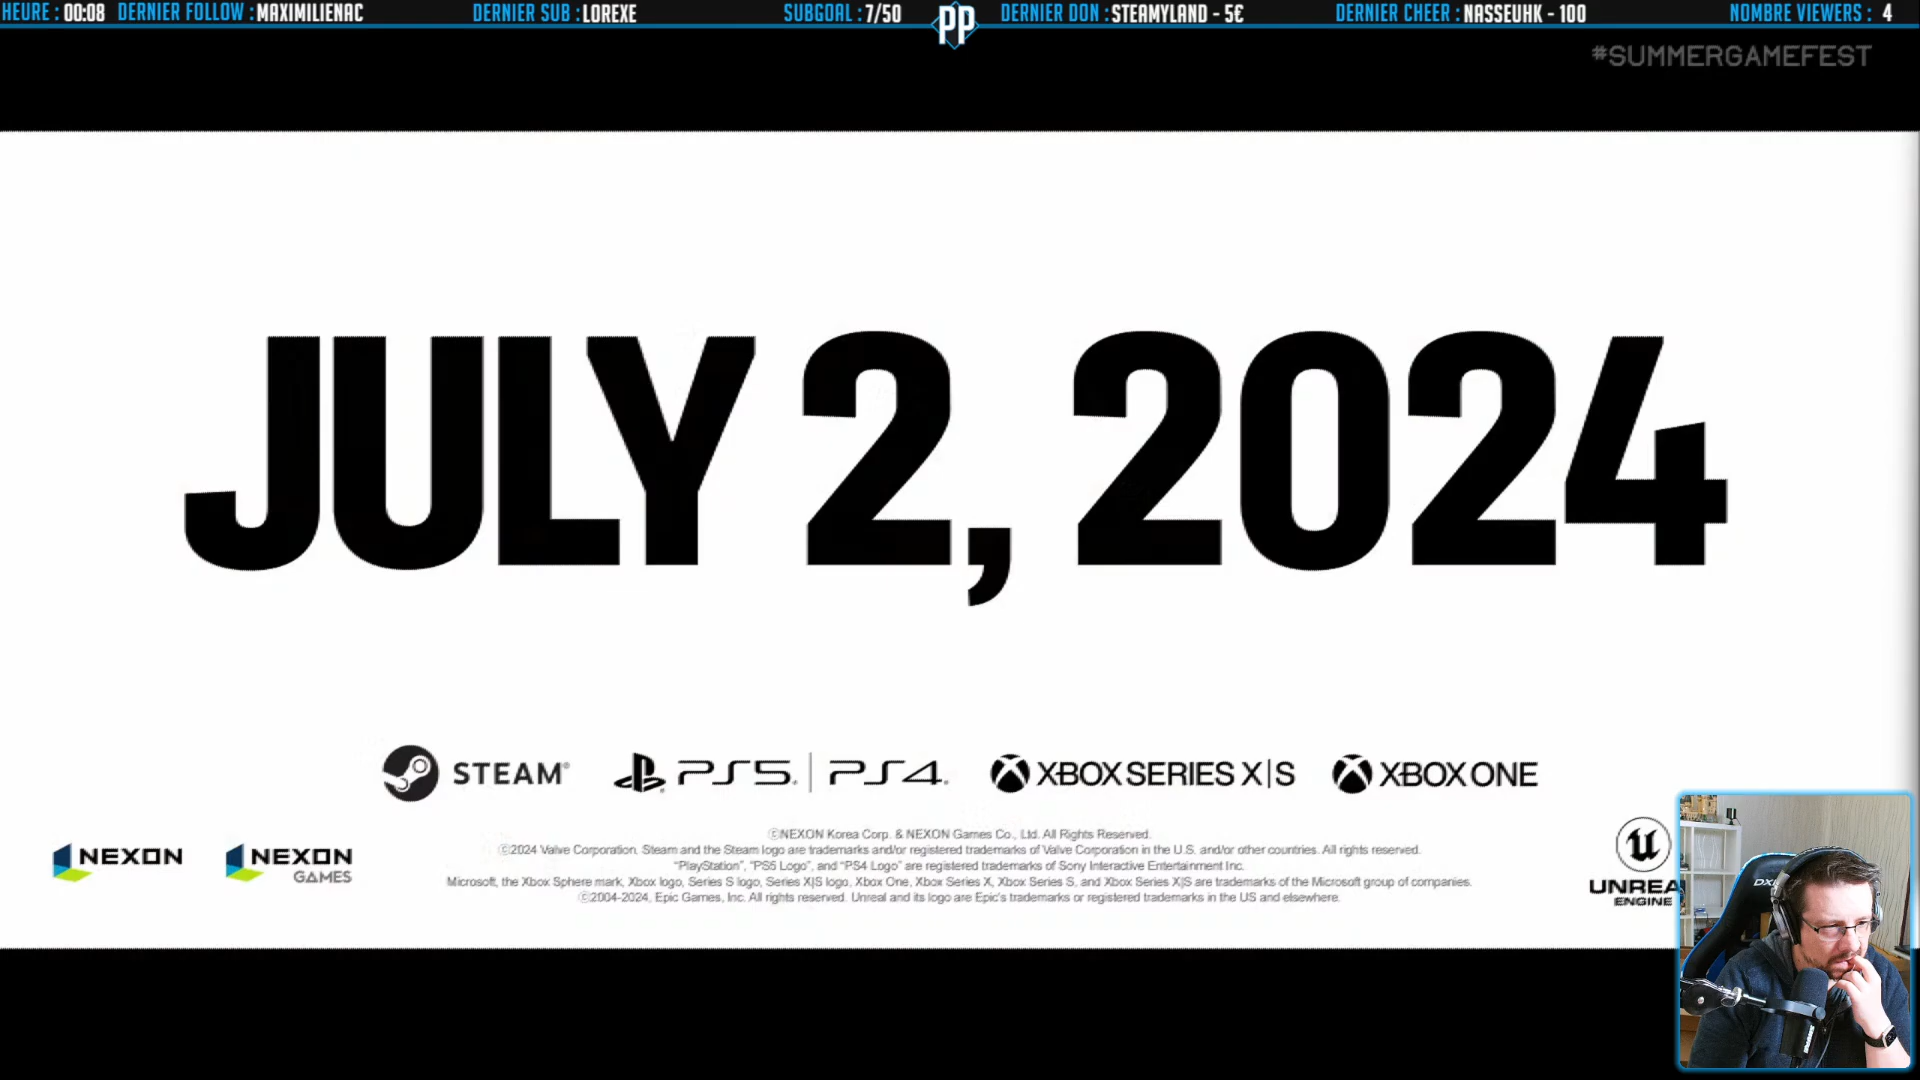 HEURE : 00:08 DERNIER FOLLOW : MAXIMILIENAC DERNIER SUB : LOREXE SUBGOAL : 7/50 PP DERNIER DON : STEAMYLAND - 5€ DERNIER CHEER : NASSEUHK - 100 NOMBRE VIEWERS : 4
#SUMMERGAMEFEST
JULY 2, 2024
STEAM® PS5 | PS4 XBOX SERIES X|S XBOX ONE
NEXON NEXON GAMES
ⓒNEXON Korea Corp. & NEXON Games Co., Ltd. All Rights Reserved.
ⓒ2024 Valve Corporation. Steam and the Steam logo are trademarks and/or registered trademarks of Valve Corporation in the U.S. and/or other countries. All rights reserved.
“PlayStation”, “PS5 Logo”, and “PS4 Logo” are registered trademarks of Sony Interactive Entertainment Inc.
Microsoft, the Xbox Sphere mark, Xbox logo, Series S logo, Series X|S logo, Xbox One, Xbox Series X, Xbox Series S, and Xbox Series X|S are trademarks of the Microsoft group of companies.
ⓒ2004-2024, Epic Games, Inc. All rights reserved. Unreal and its logo are Epic's trademarks or registered trademarks in the US and elsewhere.
UNREA
ENGINE